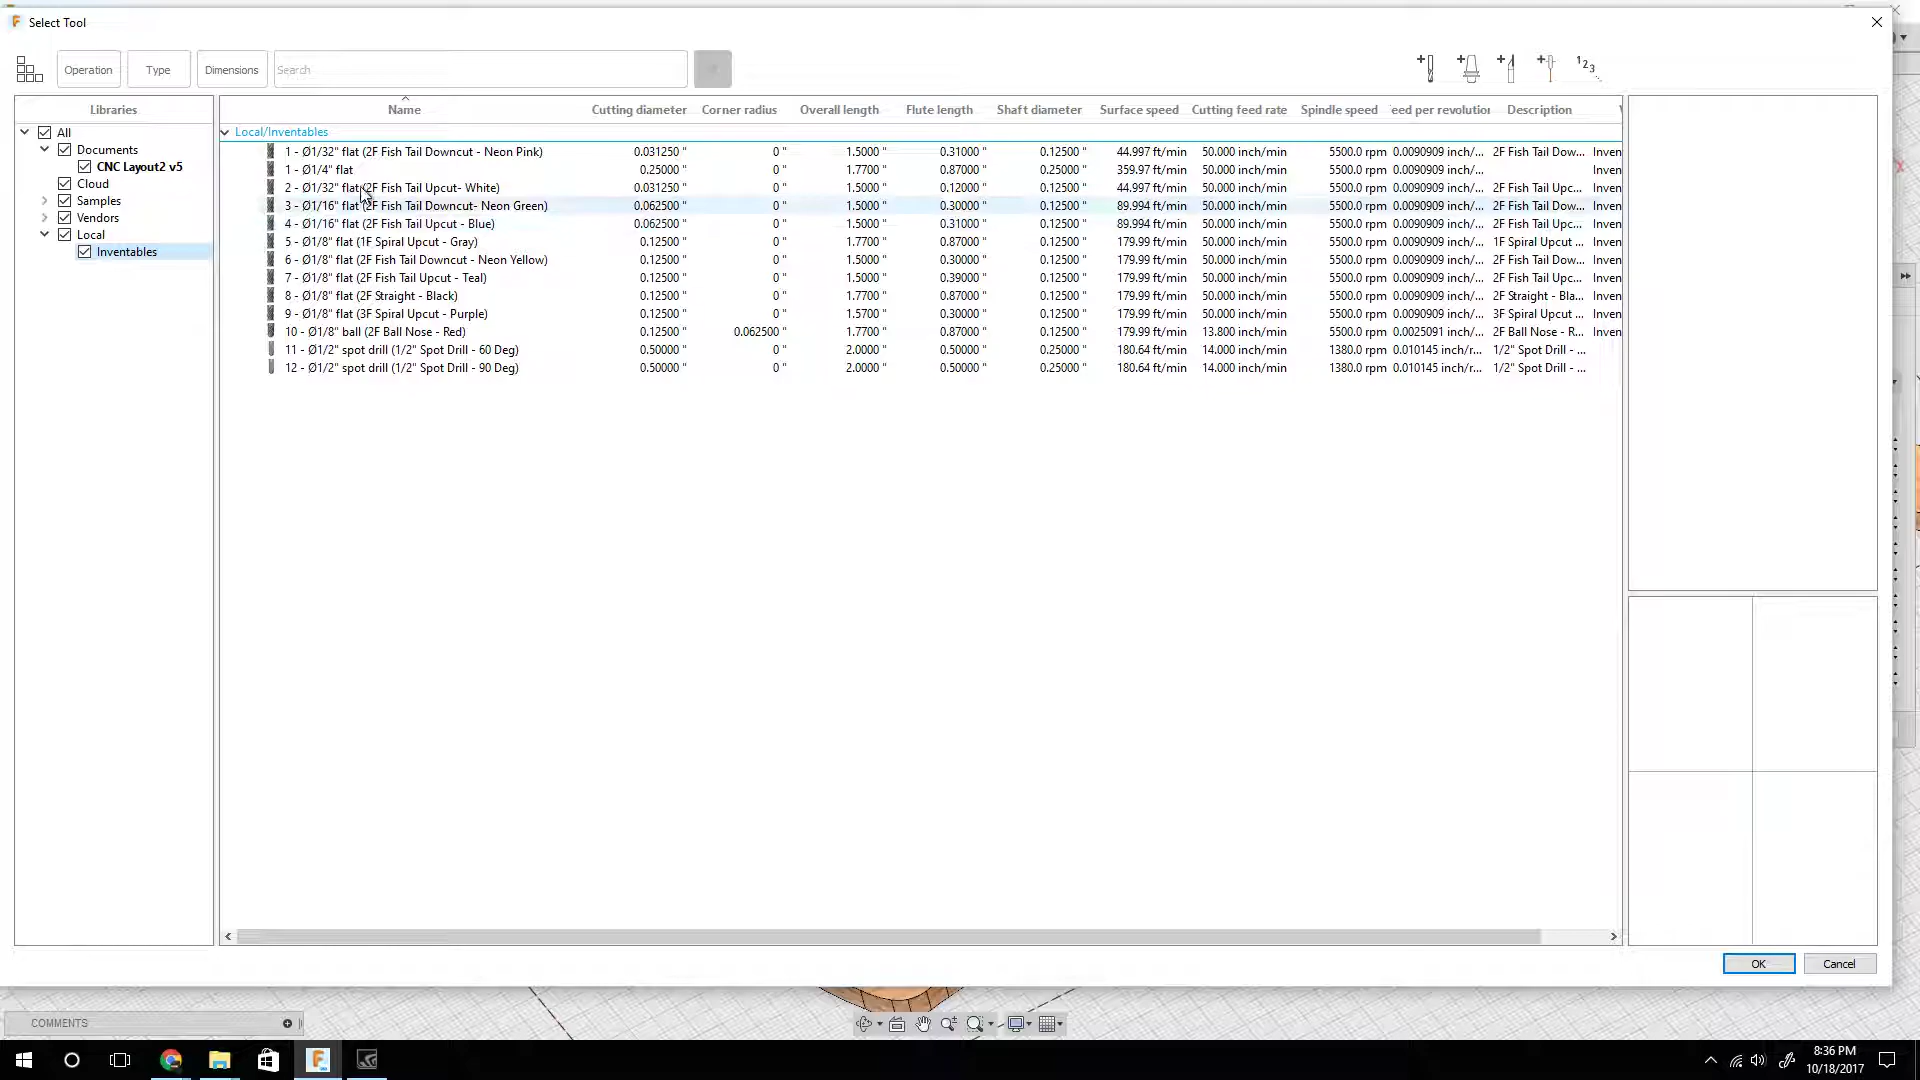 Select Tool
Operation Type Dimensions Search
1 2 3
Libraries
All
Documents
CNC Layout2 v5
Cloud
Samples
Vendors
Local
Inventables
Name Cutting diameter Corner radius Overall length Flute length Shaft diameter Surface speed Cutting feed rate Spindle speed eed per revolution Description
Local/Inventables
1 - Ø1/32" flat (2F Fish Tail Downcut - Neon Pink) 0.031250 " 0 " 1.5000 " 0.31000 " 0.12500 " 44.997 ft/min 50.000 inch/min 5500.0 rpm 0.0090909 inch/... 2F Fish Tail Dow... Inven
1 - Ø1/4" flat 0.25000 " 0 " 1.7700 " 0.87000 " 0.25000 " 359.97 ft/min 50.000 inch/min 5500.0 rpm 0.0090909 inch/... Inven
2 - Ø1/32" flat (2F Fish Tail Upcut- White) 0.031250 " 0 " 1.5000 " 0.12000 " 0.12500 " 44.997 ft/min 50.000 inch/min 5500.0 rpm 0.0090909 inch/... 2F Fish Tail Upc... Inven
3 - Ø1/16" flat (2F Fish Tail Downcut- Neon Green) 0.062500 " 0 " 1.5000 " 0.30000 " 0.12500 " 89.994 ft/min 50.000 inch/min 5500.0 rpm 0.0090909 inch/... 2F Fish Tail Dow... Inven
4 - Ø1/16" flat (2F Fish Tail Upcut - Blue) 0.062500 " 0 " 1.5000 " 0.31000 " 0.12500 " 89.994 ft/min 50.000 inch/min 5500.0 rpm 0.0090909 inch/... 2F Fish Tail Upc... Inven
5 - Ø1/8" flat (1F Spiral Upcut - Gray) 0.12500 " 0 " 1.7700 " 0.87000 " 0.12500 " 179.99 ft/min 50.000 inch/min 5500.0 rpm 0.0090909 inch/... 1F Spiral Upcut ... Inven
6 - Ø1/8" flat (2F Fish Tail Downcut - Neon Yellow) 0.12500 " 0 " 1.5000 " 0.30000 " 0.12500 " 179.99 ft/min 50.000 inch/min 5500.0 rpm 0.0090909 inch/... 2F Fish Tail Dow... Inven
7 - Ø1/8" flat (2F Fish Tail Upcut - Teal) 0.12500 " 0 " 1.5000 " 0.39000 " 0.12500 " 179.99 ft/min 50.000 inch/min 5500.0 rpm 0.0090909 inch/... 2F Fish Tail Upc... Inven
8 - Ø1/8" flat (2F Straight - Black) 0.12500 " 0 " 1.7700 " 0.87000 " 0.12500 " 179.99 ft/min 50.000 inch/min 5500.0 rpm 0.0090909 inch/... 2F Straight - Bla... Inven
9 - Ø1/8" flat (3F Spiral Upcut - Purple) 0.12500 " 0 " 1.5700 " 0.30000 " 0.12500 " 179.99 ft/min 50.000 inch/min 5500.0 rpm 0.0090909 inch/... 3F Spiral Upcut ... Inven
10 - Ø1/8" ball (2F Ball Nose - Red) 0.12500 " 0.062500 " 1.7700 " 0.87000 " 0.12500 " 179.99 ft/min 13.800 inch/min 5500.0 rpm 0.0025091 inch/... 2F Ball Nose - R... Inven
11 - Ø1/2" spot drill (1/2" Spot Drill - 60 Deg) 0.50000 " 0 " 2.0000 " 0.50000 " 0.25000 " 180.64 ft/min 14.000 inch/min 1380.0 rpm 0.010145 inch/r... 1/2" Spot Drill - ...
12 - Ø1/2" spot drill (1/2" Spot Drill - 90 Deg) 0.50000 " 0 " 2.0000 " 0.50000 " 0.25000 " 180.64 ft/min 14.000 inch/min 1380.0 rpm 0.010145 inch/r... 1/2" Spot Drill - ...
OK Cancel
COMMENTS
8:36 PM
10/18/2017